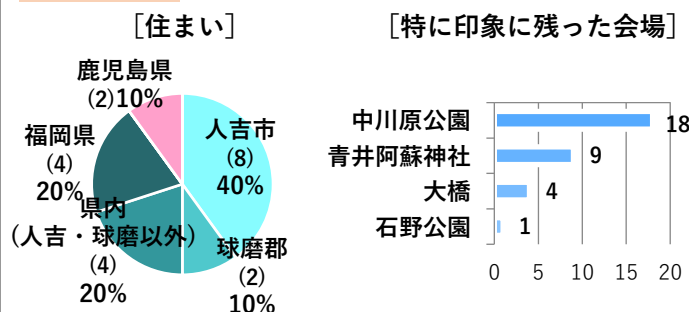 [住まい]
鹿児島県
(2)10%
福岡県
(4)
20%
人吉市
(8)
40%
県内
(人吉・球磨以外)
(4)
20%
球磨郡
(2)
10%
[特に印象に残った会場]
中川原公園
18
青井阿蘇神社
9
大橋
4
石野公園
1
0 5 10 15 20